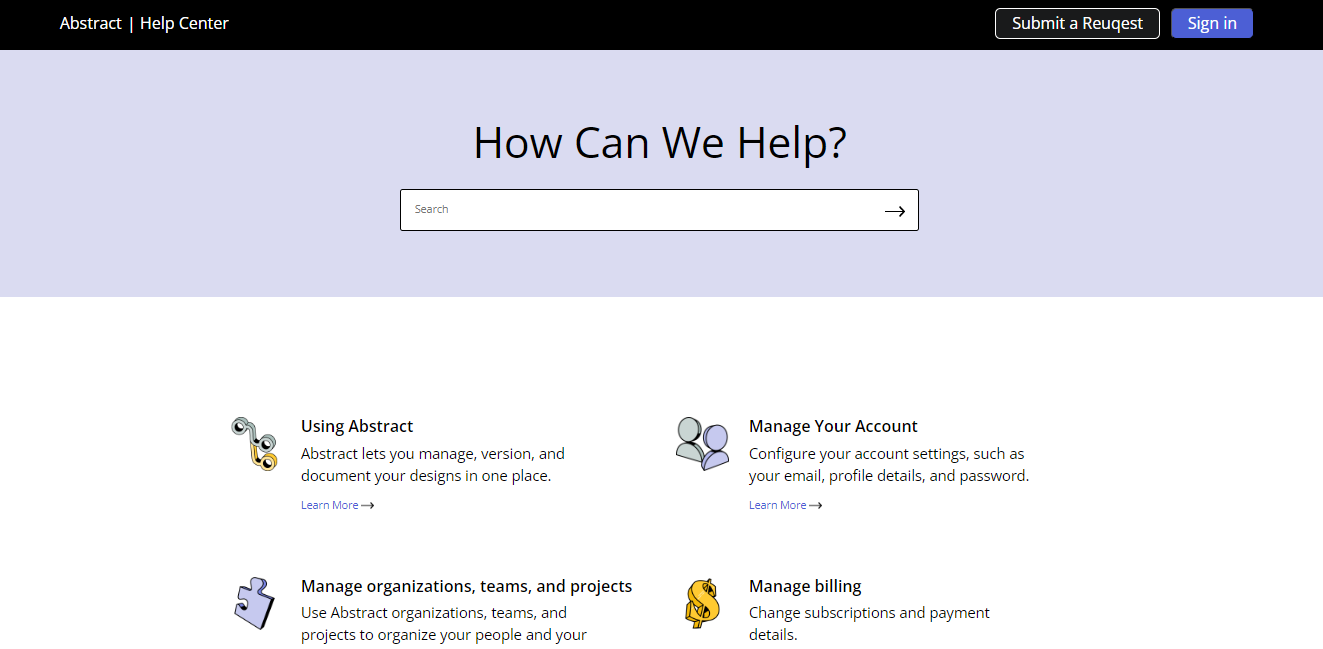 Abstract | Help Center
Submit a Reuqest
Sign in
How Can We Help?
Search
Using Abstract
Abstract lets you manage, version, and
document your designs in one place.
Learn More
Manage Your Account
Configure your account settings, such as
your email, profile details, and password.
Learn More
Manage organizations, teams, and projects
Use Abstract organizations, teams, and
projects to organize your people and your
Manage billing
Change subscriptions and payment
details.